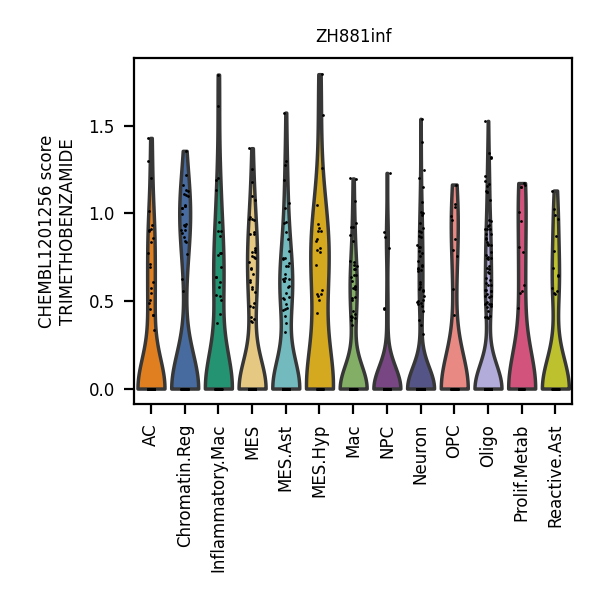 ZH881inf
CHEMBL1201256 score
TRIMETHOBENZAMIDE
1.5
1.0
0.5
0.0
AC
Chromatin.Reg
Inflammatory.Mac
MES
MES.Ast
MES.Hyp
Mac
NPC
Neuron
OPC
Oligo
Prolif.Metab
Reactive.Ast